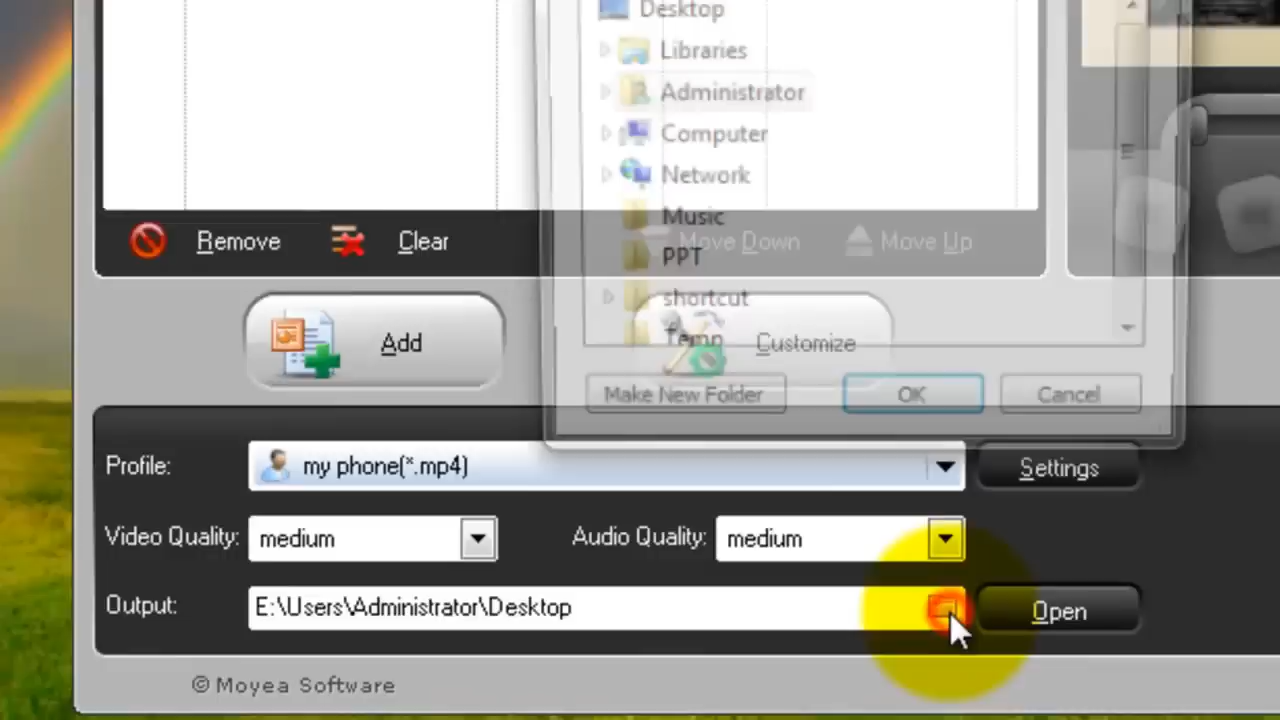 Desktop
Libraries
Administrator
Computer
Network
Music
PPT
shortcut
Temp
Remove
Clear
Move Down
Move Up
Add
Customize
Make New Folder
OK
Cancel
Profile:
my phone(*.mp4)
Settings
Video Quality:
medium
Audio Quality:
medium
Output:
E:\Users\Administrator\Desktop
Open
© Moyea Software